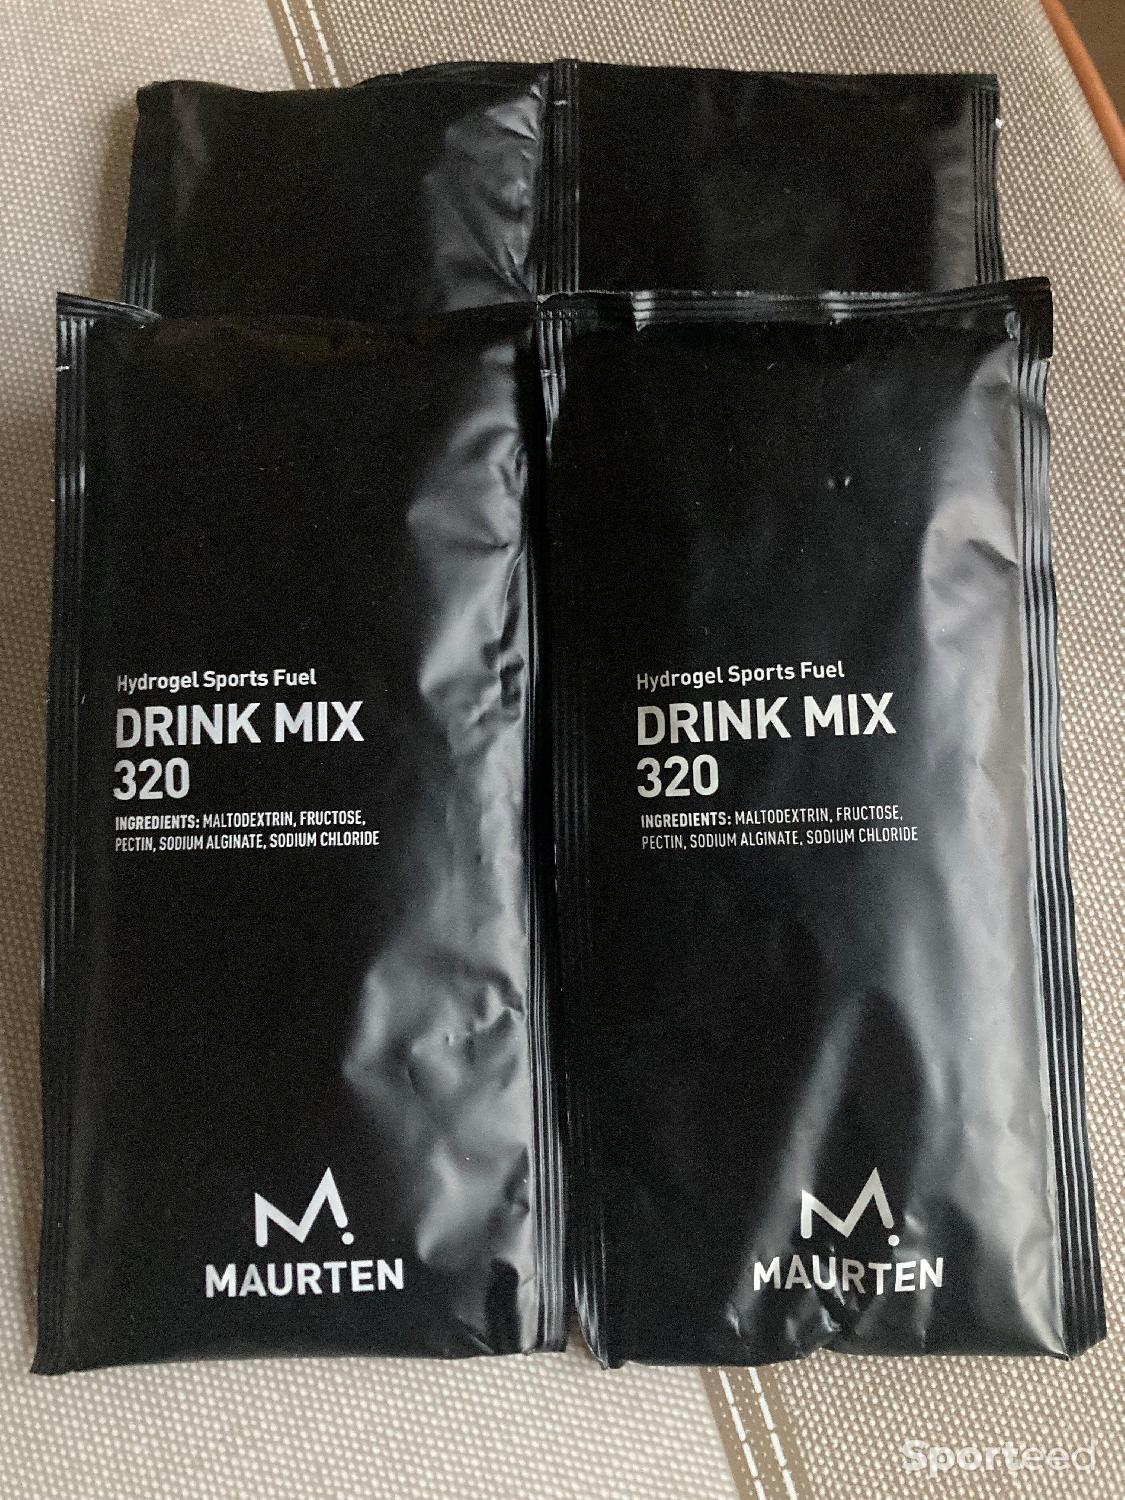 Hydrogel Sports Fuel
DRINK MIX
320
INGREDIENTS: MALTODEXTRIN, FRUCTOSE,
PECTIN, SODIUM ALGINATE, SODIUM CHLORIDE
M.
MAURTEN
Hydrogel Sports Fuel
DRINK MIX
320
INGREDIENTS: MALTODEXTRIN, FRUCTOSE,
PECTIN, SODIUM ALGINATE, SODIUM CHLORIDE
M.
MAURTEN
Sporteed